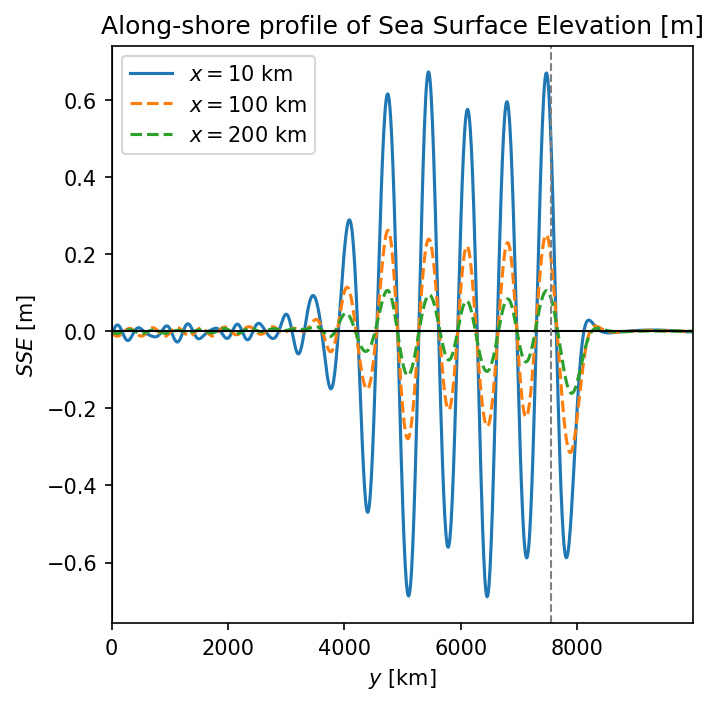 Along-shore profile of Sea Surface Elevation [m]
x = 10 km
x = 100 km
x = 200 km
0.6
0.4
0.2
0.0
−0.2
−0.4
−0.6
SSE [m]
0 2000 4000 6000 8000
y [km]